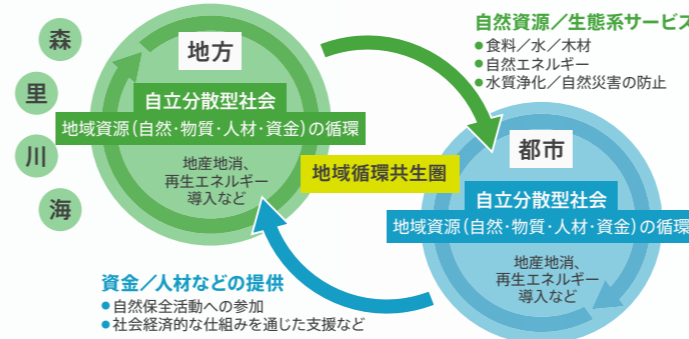 森
里
川
海
地方
自立分散型社会
地域資源(自然・物質・人材・資金)の循環
地産地消、
再生エネルギー
導入など
自然資源／生態系サービス
●食料／水／木材
●自然エネルギー
●水質浄化／自然災害の防止
地域循環共生圏
都市
自立分散型社会
地域資源(自然・物質・人材・資金)の循環
地産地消、
再生エネルギー
導入など
資金／人材などの提供
●自然保全活動への参加
●社会経済的な仕組みを通じた支援など